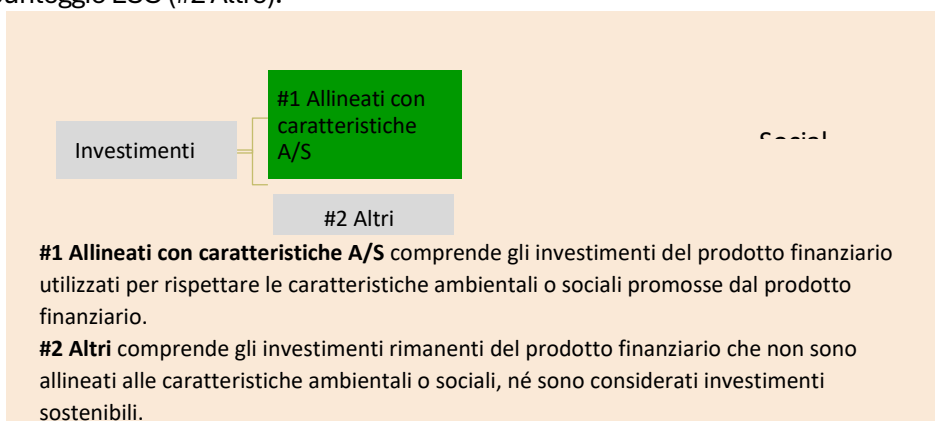 #1 Allineati con
caratteristiche
A/S
Investimenti
#2 Altri
#1 Allineati con caratteristiche A/S comprende gli investimenti del prodotto finanziario
utilizzati per rispettare le caratteristiche ambientali o sociali promosse dal prodotto
finanziario.
#2 Altri comprende gli investimenti rimanenti del prodotto finanziario che non sono
allineati alle caratteristiche ambientali o sociali, né sono considerati investimenti
sostenibili.